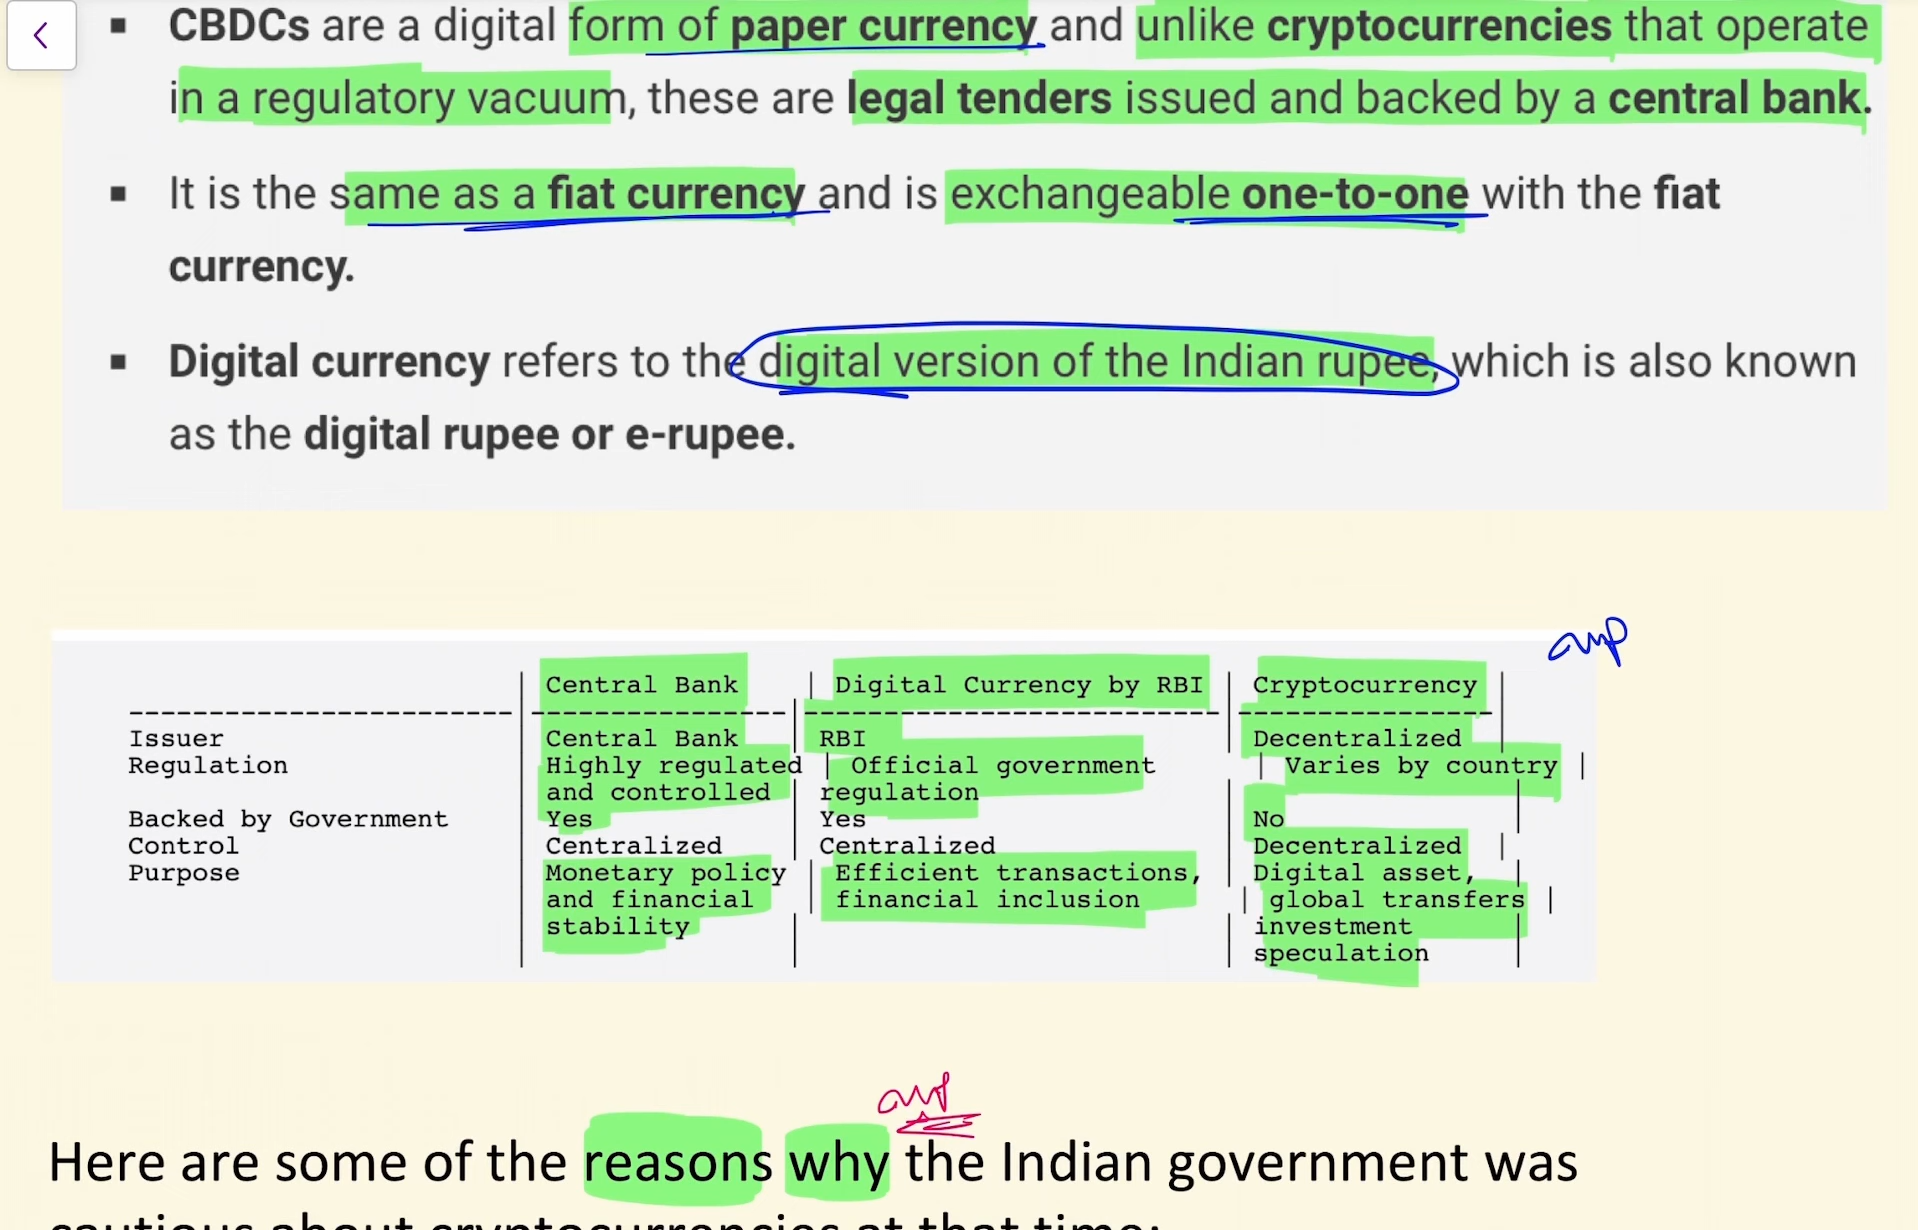 ▪ CBDCs are a digital form of paper currency and unlike cryptocurrencies that operate
in a regulatory vacuum, these are legal tenders issued and backed by a central bank.
▪ It is the same as a fiat currency and is exchangeable one-to-one with the fiat
currency.
▪ Digital currency refers to the digital version of the Indian rupee, which is also known
as the digital rupee or e-rupee.
| Central Bank | Digital Currency by RBI | Cryptocurrency |
Issuer | Central Bank | RBI | Decentralized |
Regulation | Highly regulated | Official government | Varies by country |
and controlled | regulation
Backed by Government | Yes | Yes | No |
Control | Centralized | Centralized | Decentralized |
Purpose | Monetary policy | Efficient transactions, | Digital asset, |
and financial | financial inclusion | global transfers |
stability | investment |
speculation |
Here are some of the reasons why the Indian government was
cautious about cryptocurrencies at that time: